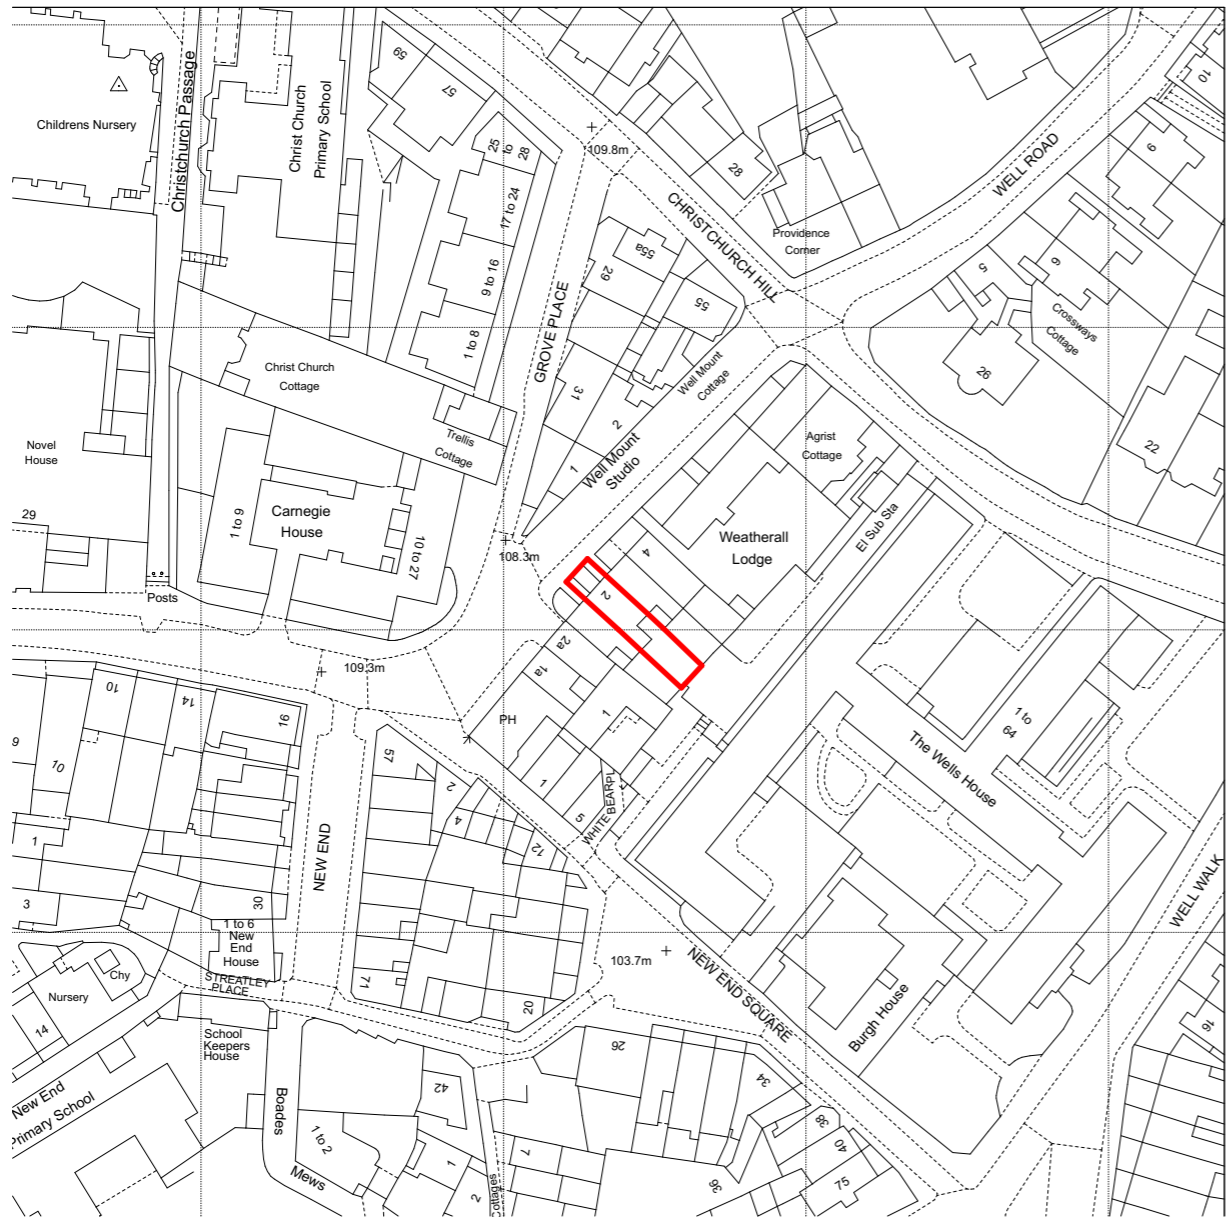 59
57
10
Childrens Nursery
Christchurch Passage
Christ Church
Primary School
25
to
28
109.8m
28
WELL ROAD
9
17 to 24
CHRISTCHURCH HILL
Providence
Corner
55a
29
9 to 16
5
6
55
1 to 8
GROVE PLACE
Crossways
Cottage
Christ Church
Cottage
31
Well Mount
Cottage
26
Novel
House
Trellis
Cottage
2
1
Well Mount
Studio
Agrist
Cottage
22
29
1 to 9
Carnegie
House
10 to 27
108.3m
4
Weatherall
Lodge
El Sub Sta
Posts
2
109.3m
2a
1a
10
14
16
PH
1
1 to
64
The Wells House
9
10
57
2
4
1
5
WHITE BEARPL
12
1
NEW END
3
30
1 to 6
New
End
House
WELL WALK
Chy
Nursery
STREATLEY
PLACE
71
20
103.7m
NEW END SQUARE
Burgh House
14
School
Keepers
House
26
34
16
New End
Primary School
Boades
Mews
1 to 2
42
1
2
Cottages
7
36
38
40
75